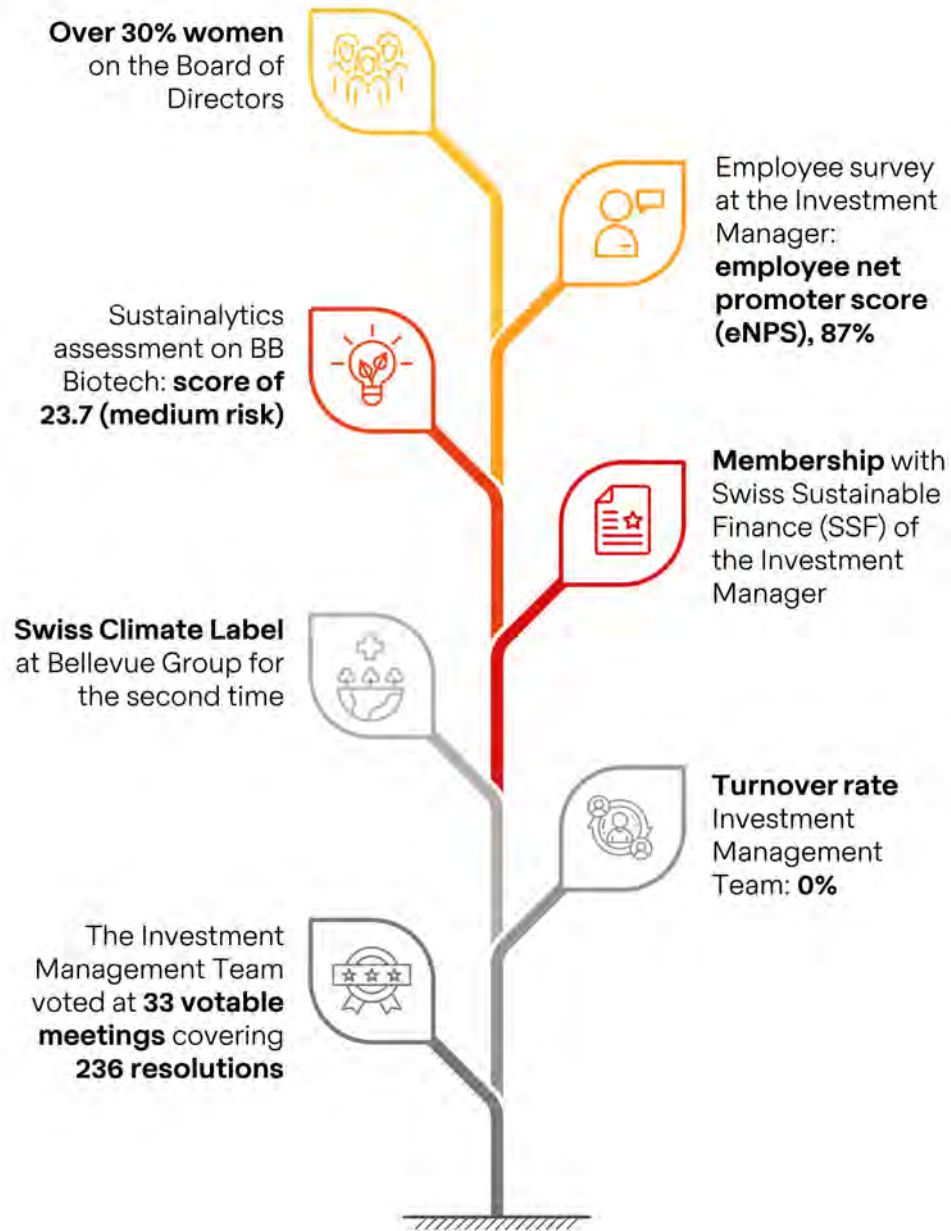 Over 30% women
on the Board of
Directors
Employee survey
at the Investment
Manager:
employee net
promoter score
(eNPS), 87%
Sustainalytics
assessment on BB
Biotech: score of
23.7 (medium risk)
Membership with
Swiss Sustainable
Finance (SSF) of
the Investment
Manager
Swiss Climate Label
at Bellevue Group for
the second time
Turnover rate
Investment
Management
Team: 0%
The Investment
Management Team
voted at 33 votable
meetings covering
236 resolutions